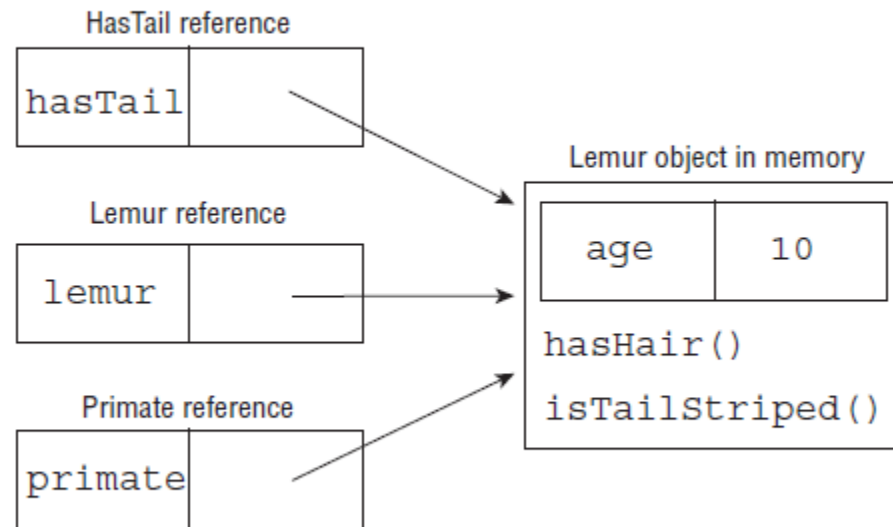 HasTail reference
hasTail
Lemur reference
lemur
Primate reference
primate
Lemur object in memory
age 10
hasHair()
isTailStriped()